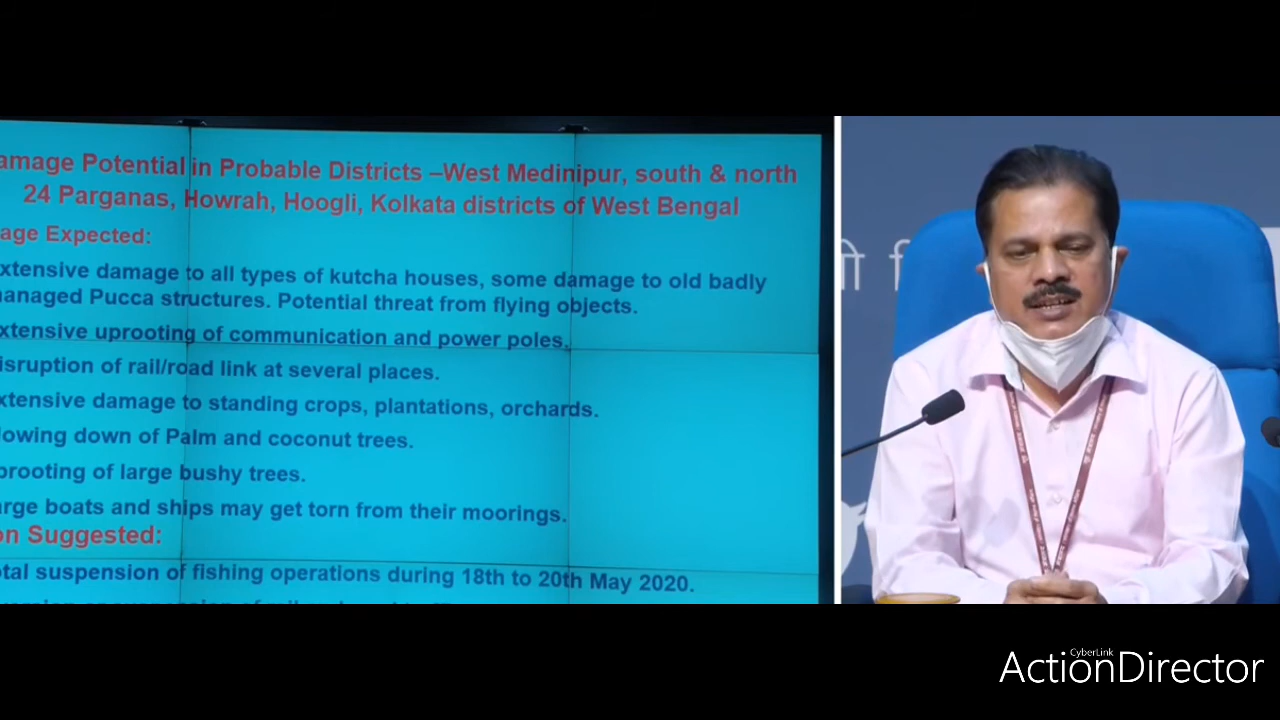 amage Potential in Probable Districts –West Medinipur, south & north
24 Parganas, Howrah, Hoogli, Kolkata districts of West Bengal
age Expected:
xtensive damage to all types of kutcha houses, some damage to old badly
anaged Pucca structures. Potential threat from flying objects.
xtensive uprooting of communication and power poles.
isruption of rail/road link at several places.
xtensive damage to standing crops, plantations, orchards.
lowing down of Palm and coconut trees.
prooting of large bushy trees.
arge boats and ships may get torn from their moorings.
on Suggested:
otal suspension of fishing operations during 18th to 20th May 2020.
CyberLink
ActionDirector